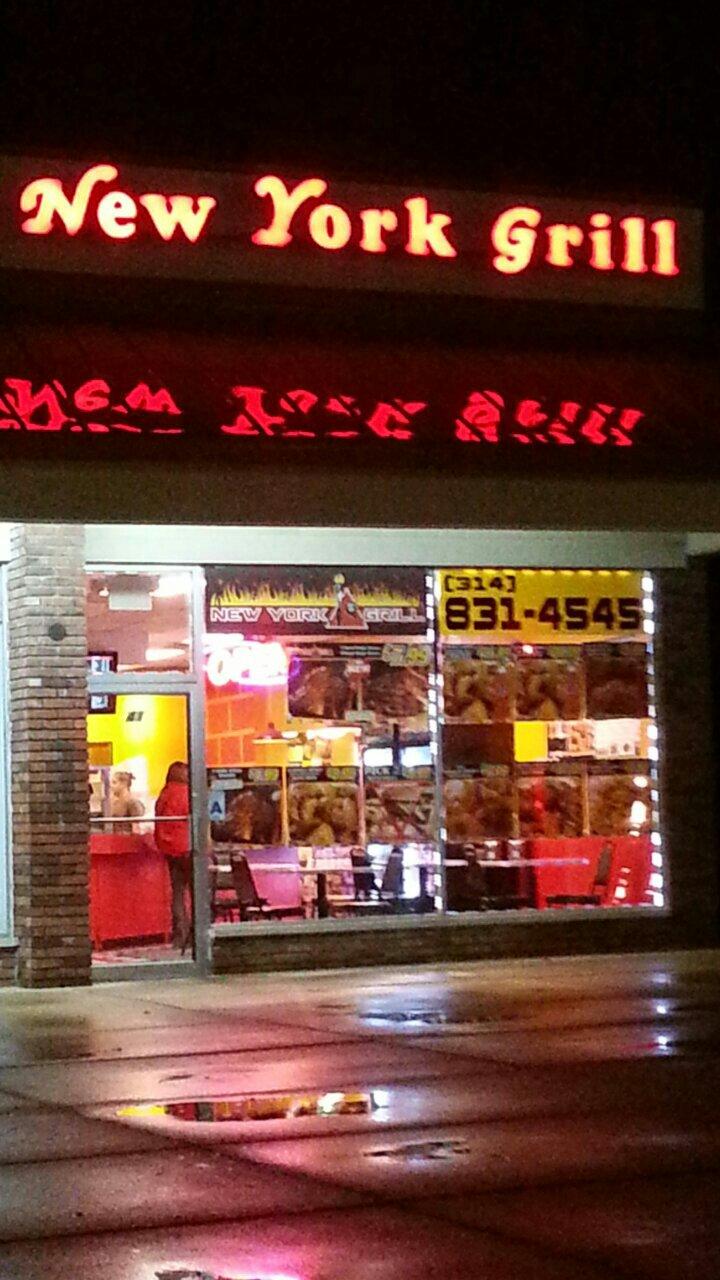 New York Grill
NEW YORK GRILL
[314]
831-4545
OPEN
A